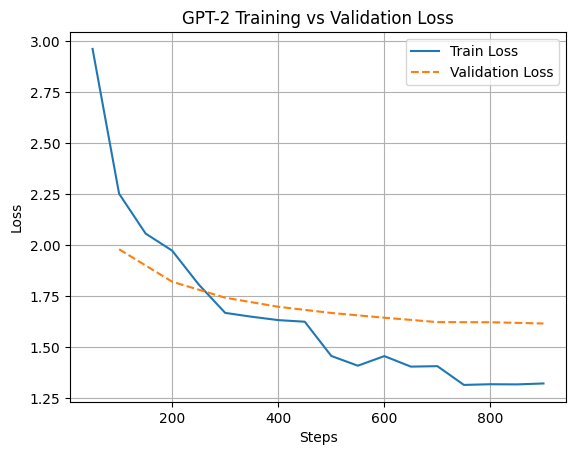 GPT-2 Training vs Validation Loss
Train Loss
Validation Loss
3.00
2.75
2.50
2.25
2.00
1.75
1.50
1.25
Loss
200
400
600
800
Steps